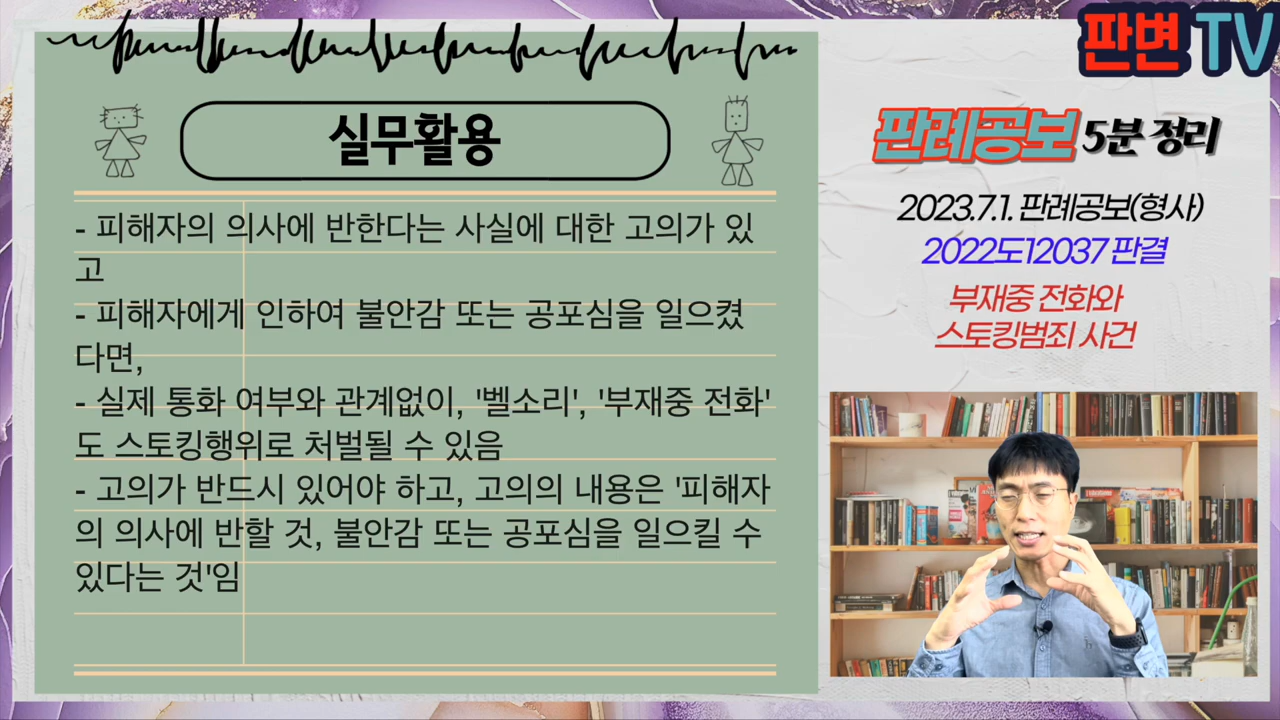 판변 TV
실무활용
- 피해자의 의사에 반한다는 사실에 대한 고의가 있
고
- 피해자에게 인하여 불안감 또는 공포심을 일으켰
다면,
- 실제 통화 여부와 관계없이, '벨소리', '부재중 전화'
도 스토킹행위로 처벌될 수 있음
- 고의가 반드시 있어야 하고, 고의의 내용은 '피해자
의 의사에 반할 것, 불안감 또는 공포심을 일으킬 수
있다는 것'임
판례공보 5분 정리
2023.7.1. 판례공보(형사)
2022도12037 판결
부재중 전화와
스토킹범죄 사건